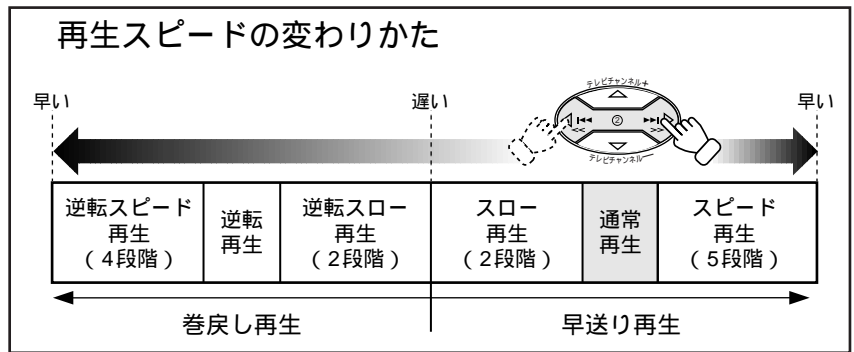 再生スピードの変わりかた
テレビチャンネル+
早い
遅い
早い
②
<<
>>
テレビチャンネルー
逆転スピード
再生
(4段階)
逆転
再生
逆転スロー
再生
(2段階)
スロー
再生
(2段階)
通常
再生
スピード
再生
(5段階)
巻戻し再生
早送り再生